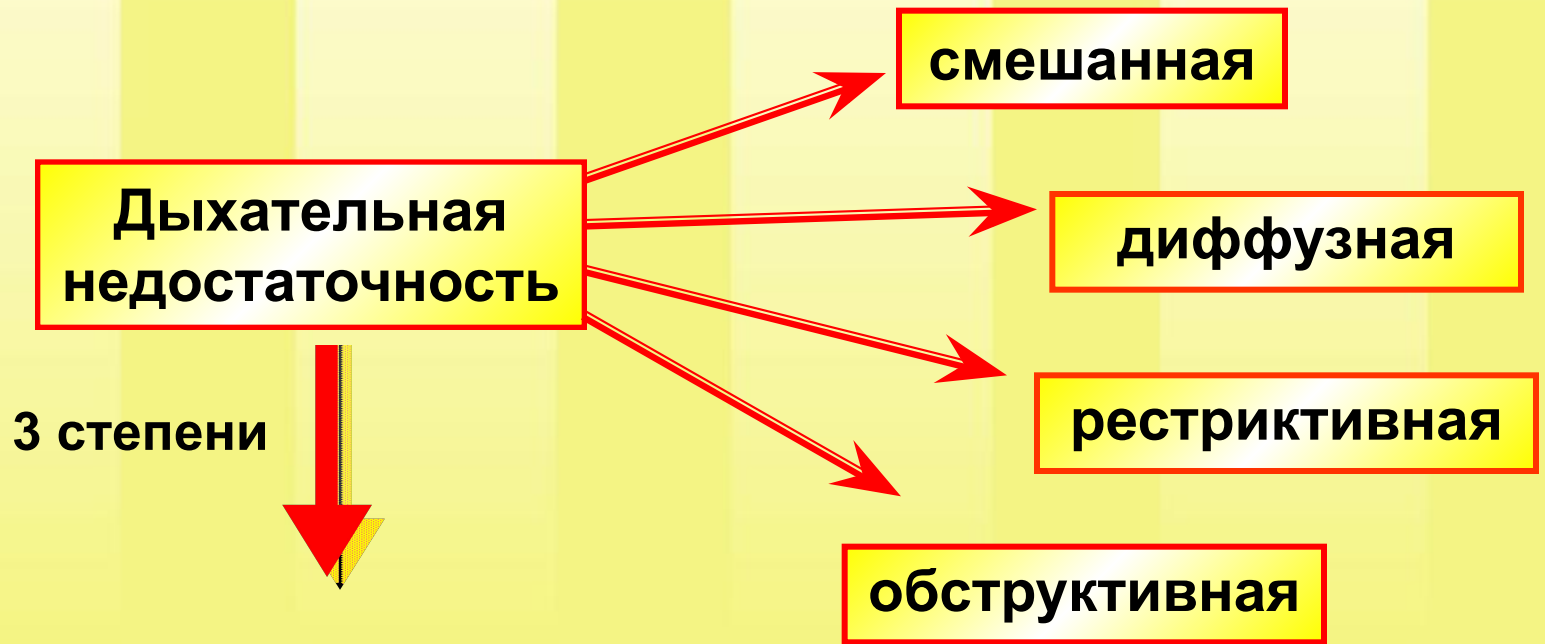 смешанная
Дыхательная
недостаточность
диффузная
рестриктивная
3 степени
обструктивная